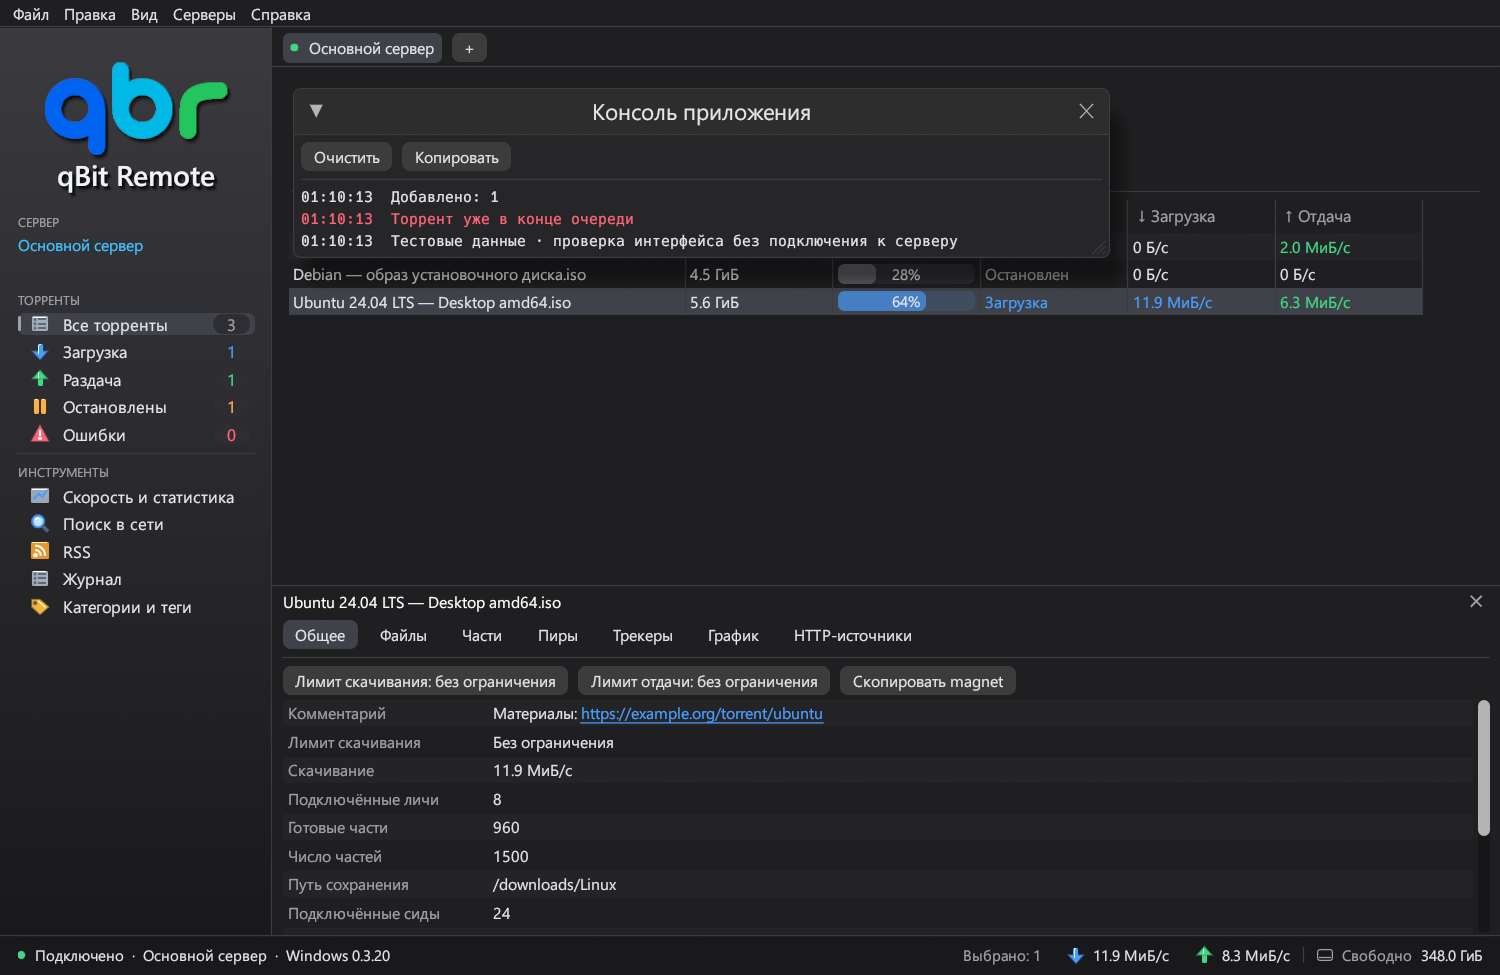 Файл Правка Вид Серверы Справка
qbr
qBit Remote
СЕРВЕР
Основной сервер
ТОРРЕНТЫ
Все торренты 3
Загрузка 1
Раздача 1
Остановлены 1
Ошибки 0
ИНСТРУМЕНТЫ
Скорость и статистика
Поиск в сети
RSS
Журнал
Категории и теги
Основной сервер +
Консоль приложения
Очистить Копировать
01:10:13 Добавлено: 1
01:10:13 Торрент уже в конце очереди
01:10:13 Тестовые данные · проверка интерфейса без подключения к серверу
↓ Загрузка ↑ Отдача
0 Б/с 2.0 МиБ/с
Debian — образ установочного диска.iso 4.5 ГиБ 28% Остановлен 0 Б/с 0 Б/с
Ubuntu 24.04 LTS — Desktop amd64.iso 5.6 ГиБ 64% Загрузка 11.9 МиБ/с 6.3 МиБ/с
Ubuntu 24.04 LTS — Desktop amd64.iso
Общее Файлы Части Пиры Трекеры График HTTP-источники
Лимит скачивания: без ограничения Лимит отдачи: без ограничения Скопировать magnet
Комментарий Материалы: https://example.org/torrent/ubuntu
Лимит скачивания Без ограничения
Скачивание 11.9 МиБ/с
Подключённые личи 8
Готовые части 960
Число частей 1500
Путь сохранения /downloads/Linux
Подключённые сиды 24
Подключено · Основной сервер · Windows 0.3.20 Выбрано: 1 11.9 МиБ/с 8.3 МиБ/с Свободно 348.0 ГиБ